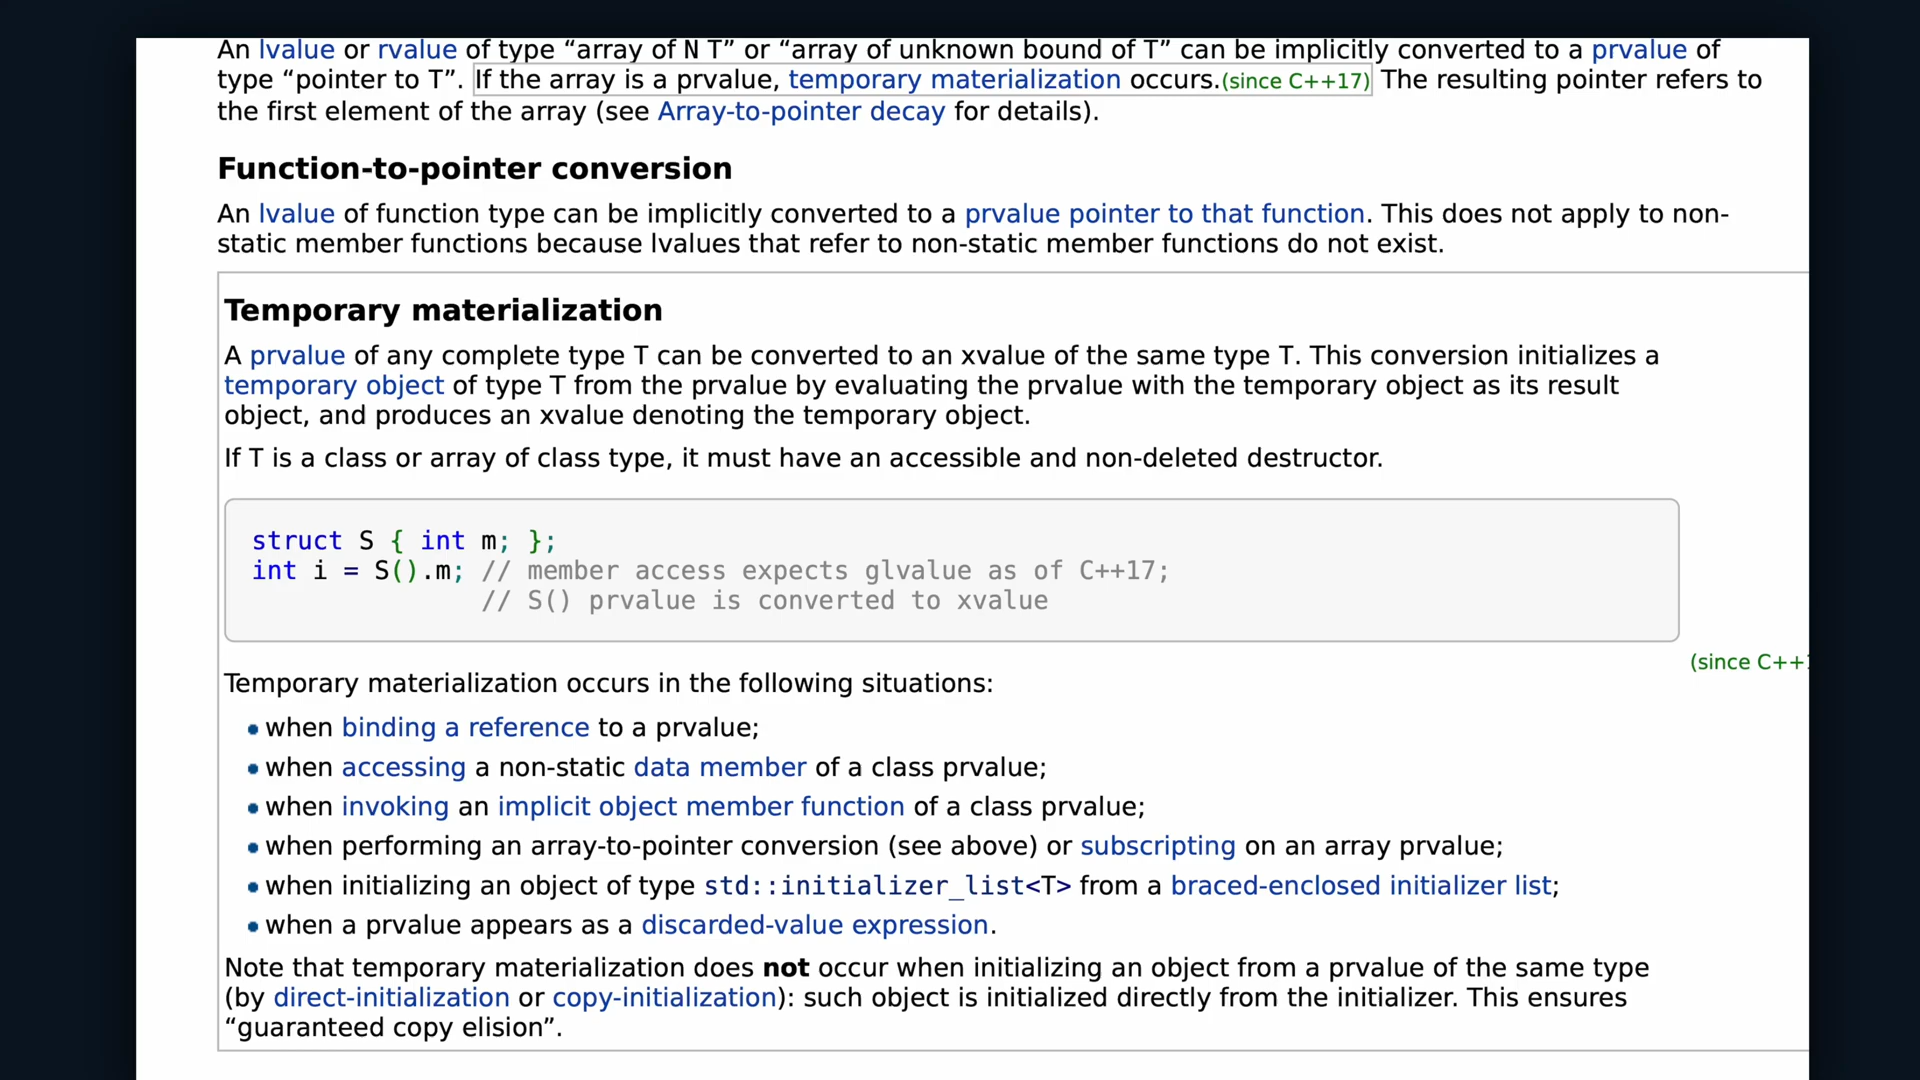 An lvalue or rvalue of type “array of N T” or “array of unknown bound of T” can be implicitly converted to a prvalue of
type “pointer to T”. If the array is a prvalue, temporary materialization occurs.(since C++17) The resulting pointer refers to
the first element of the array (see Array-to-pointer decay for details).
Function-to-pointer conversion
An lvalue of function type can be implicitly converted to a prvalue pointer to that function. This does not apply to non-
static member functions because lvalues that refer to non-static member functions do not exist.
Temporary materialization
A prvalue of any complete type T can be converted to an xvalue of the same type T. This conversion initializes a
temporary object of type T from the prvalue by evaluating the prvalue with the temporary object as its result
object, and produces an xvalue denoting the temporary object.
If T is a class or array of class type, it must have an accessible and non-deleted destructor.
struct S { int m; };
int i = S().m; // member access expects glvalue as of C++17;
// S() prvalue is converted to xvalue
(since C++1
Temporary materialization occurs in the following situations:
• when binding a reference to a prvalue;
• when accessing a non-static data member of a class prvalue;
• when invoking an implicit object member function of a class prvalue;
• when performing an array-to-pointer conversion (see above) or subscripting on an array prvalue;
• when initializing an object of type std::initializer_list<T> from a braced-enclosed initializer list;
• when a prvalue appears as a discarded-value expression.
Note that temporary materialization does not occur when initializing an object from a prvalue of the same type
(by direct-initialization or copy-initialization): such object is initialized directly from the initializer. This ensures
“guaranteed copy elision”.